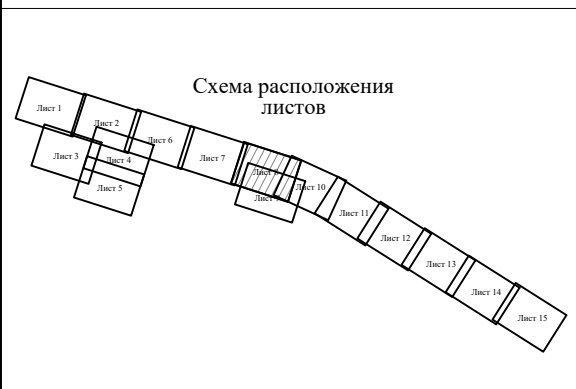 Схема расположения
листов
Лист 1
Лист 2
Лист 6
Лист 3
Лист 4
Лист 7
Лист 5
Лист 8
Лист 10
Лист
Лист 11
Лист 12
Лист 13
Лист 14
Лист 15